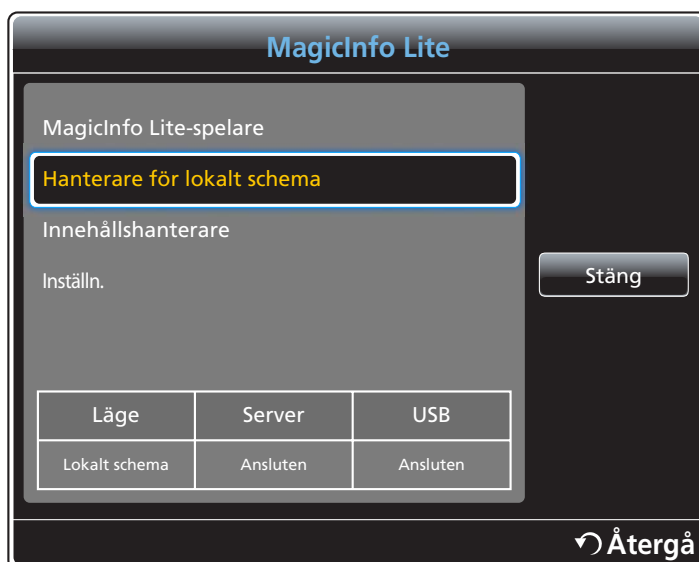 MagicInfo Lite
MagicInfo Lite-spelare
Hanterare för lokalt schema
Innehållshanterare
Inställn.
Stäng
Läge Server USB
Lokalt schema Ansluten Ansluten
Återgå